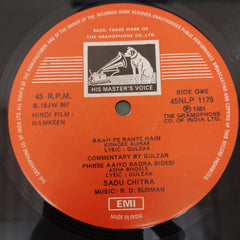 REGD. TRADE MARK OF
THE GRAMOPHONE CO. LTD.
"HIS MASTER'S VOICE"
45 R.P.M.
HINDI FILM:
NAMKEEN
SIDE ONE
45NLP 1175
℗ 1981
THE GRAMOPHONE
CO. OF INDIA LTD.
RAAH PE RAHTE HAIN
KISHORE KUMAR
LYRIC : GULZAR
COMMENTARY BY GULZAR
PHIRSE AAIYO BADRA BIDESI
ASHA BHOSLE
LYRIC : GULZAR
SADU CHITRA
MUSIC: R. D. BURMAN
EMI
MADE IN INDIA